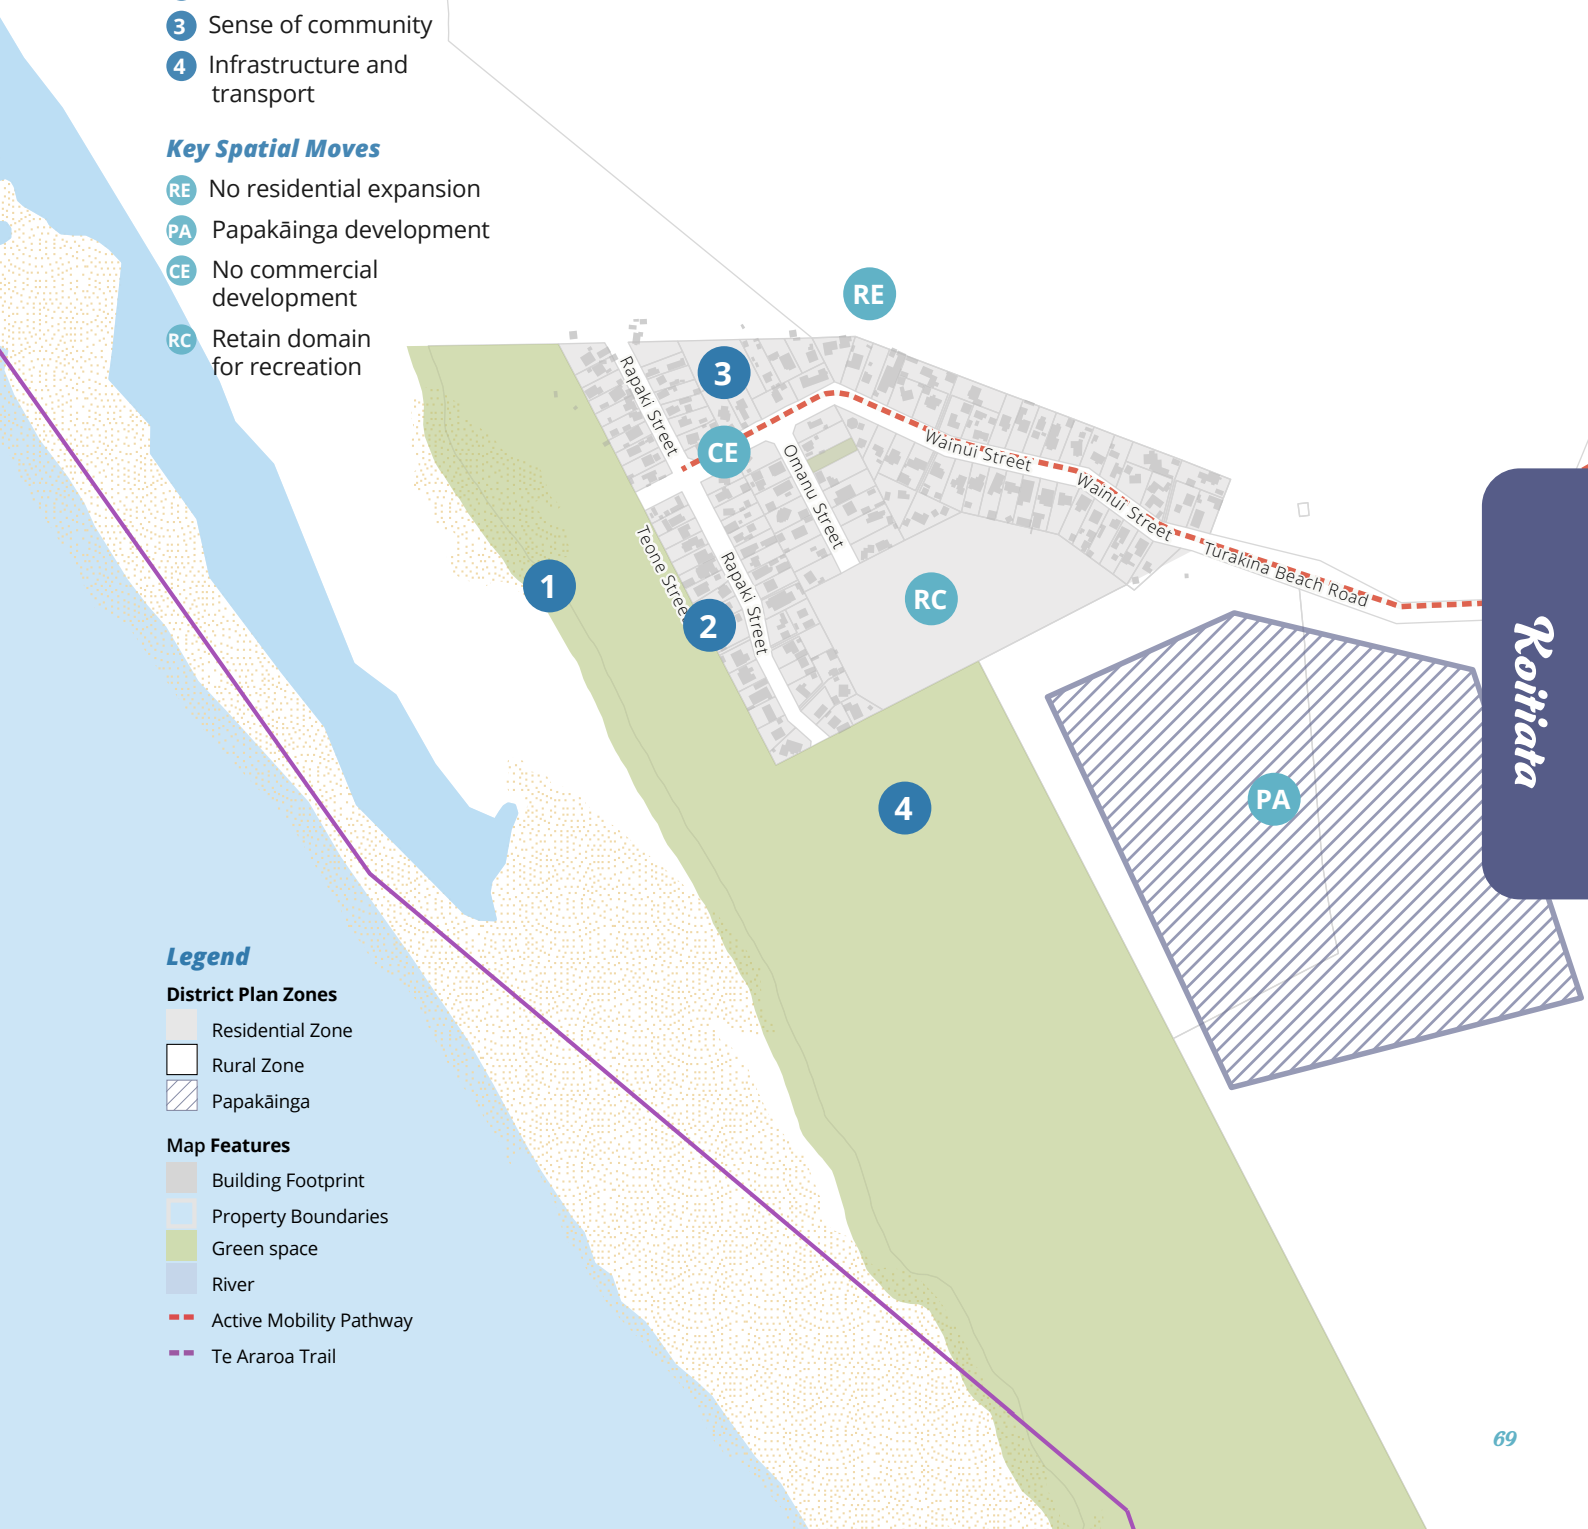 3 Sense of community
4 Infrastructure and
transport
Key Spatial Moves
RE No residential expansion
PA Papakāinga development
CE No commercial
development
RC Retain domain
for recreation
RE
3
Rapaki Street
CE
Wainui Street
Omanu Street
Wainui Street
Turakina Beach Road
Teone Stree
1
2
Rapaki Street
RC
Koitiata
PA
4
Legend
District Plan Zones
Residential Zone
Rural Zone
Papakāinga
Map Features
Building Footprint
Property Boundaries
Green space
River
Active Mobility Pathway
Te Araroa Trail
69